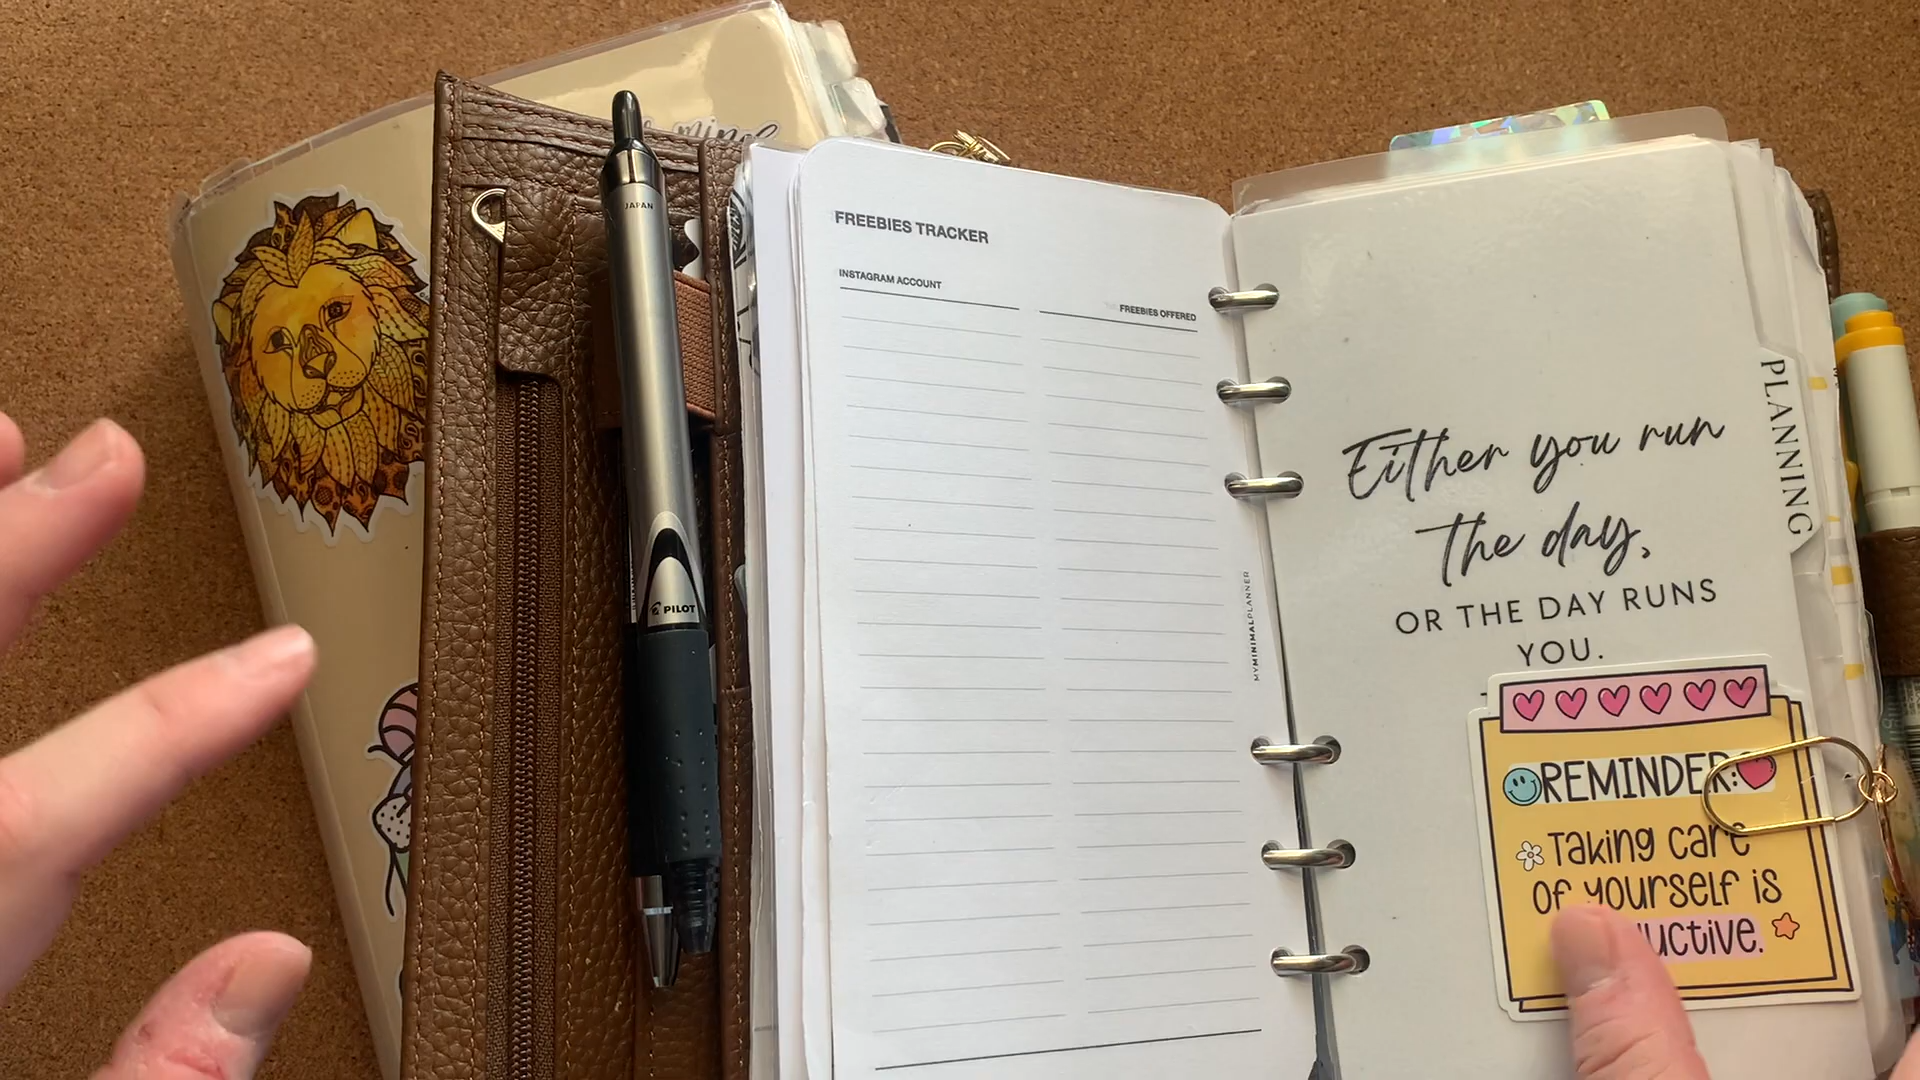 JAPAN
PILOT
FREEBIES TRACKER
INSTAGRAM ACCOUNT
FREEBIES OFFERED
MYMINIMALPLANNER
Either you run
the day,
OR THE DAY RUNS
YOU.
PLANNING
REMINDER:
Taking care
of yourself is